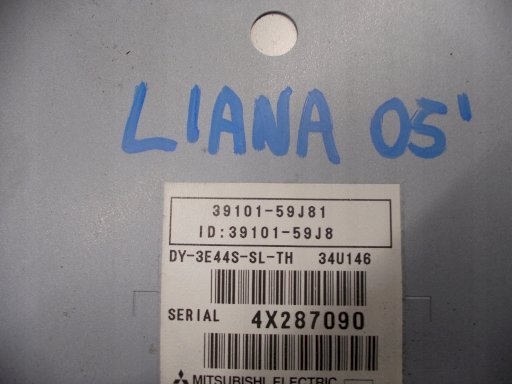 LIANA 05'
39101-59J81
ID:39101-59J8
DY-3E44S-SL-TH 34U146
SERIAL 4X287090
MITSUBISHI ELECTRIC